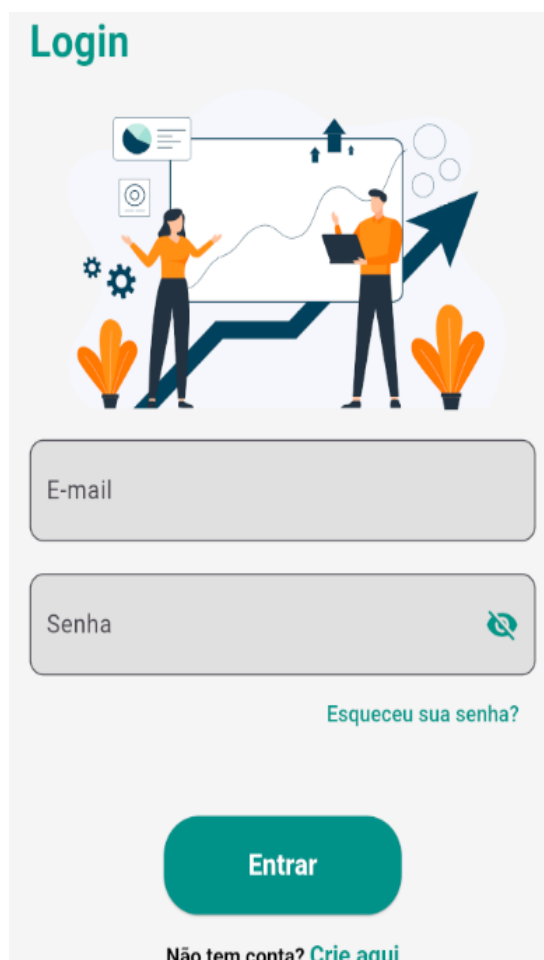 Login
E-mail
Senha
Esqueceu sua senha?
Entrar
Não tem conta? Crie aqui